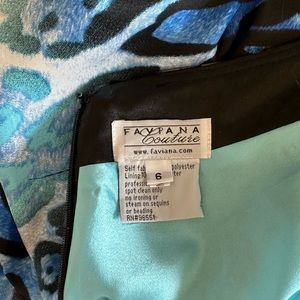 FAVIANA
Couture
www.faviana.com
Self polyester
Lining
6
spot clean only
no ironing or
steam on sequins
or beading